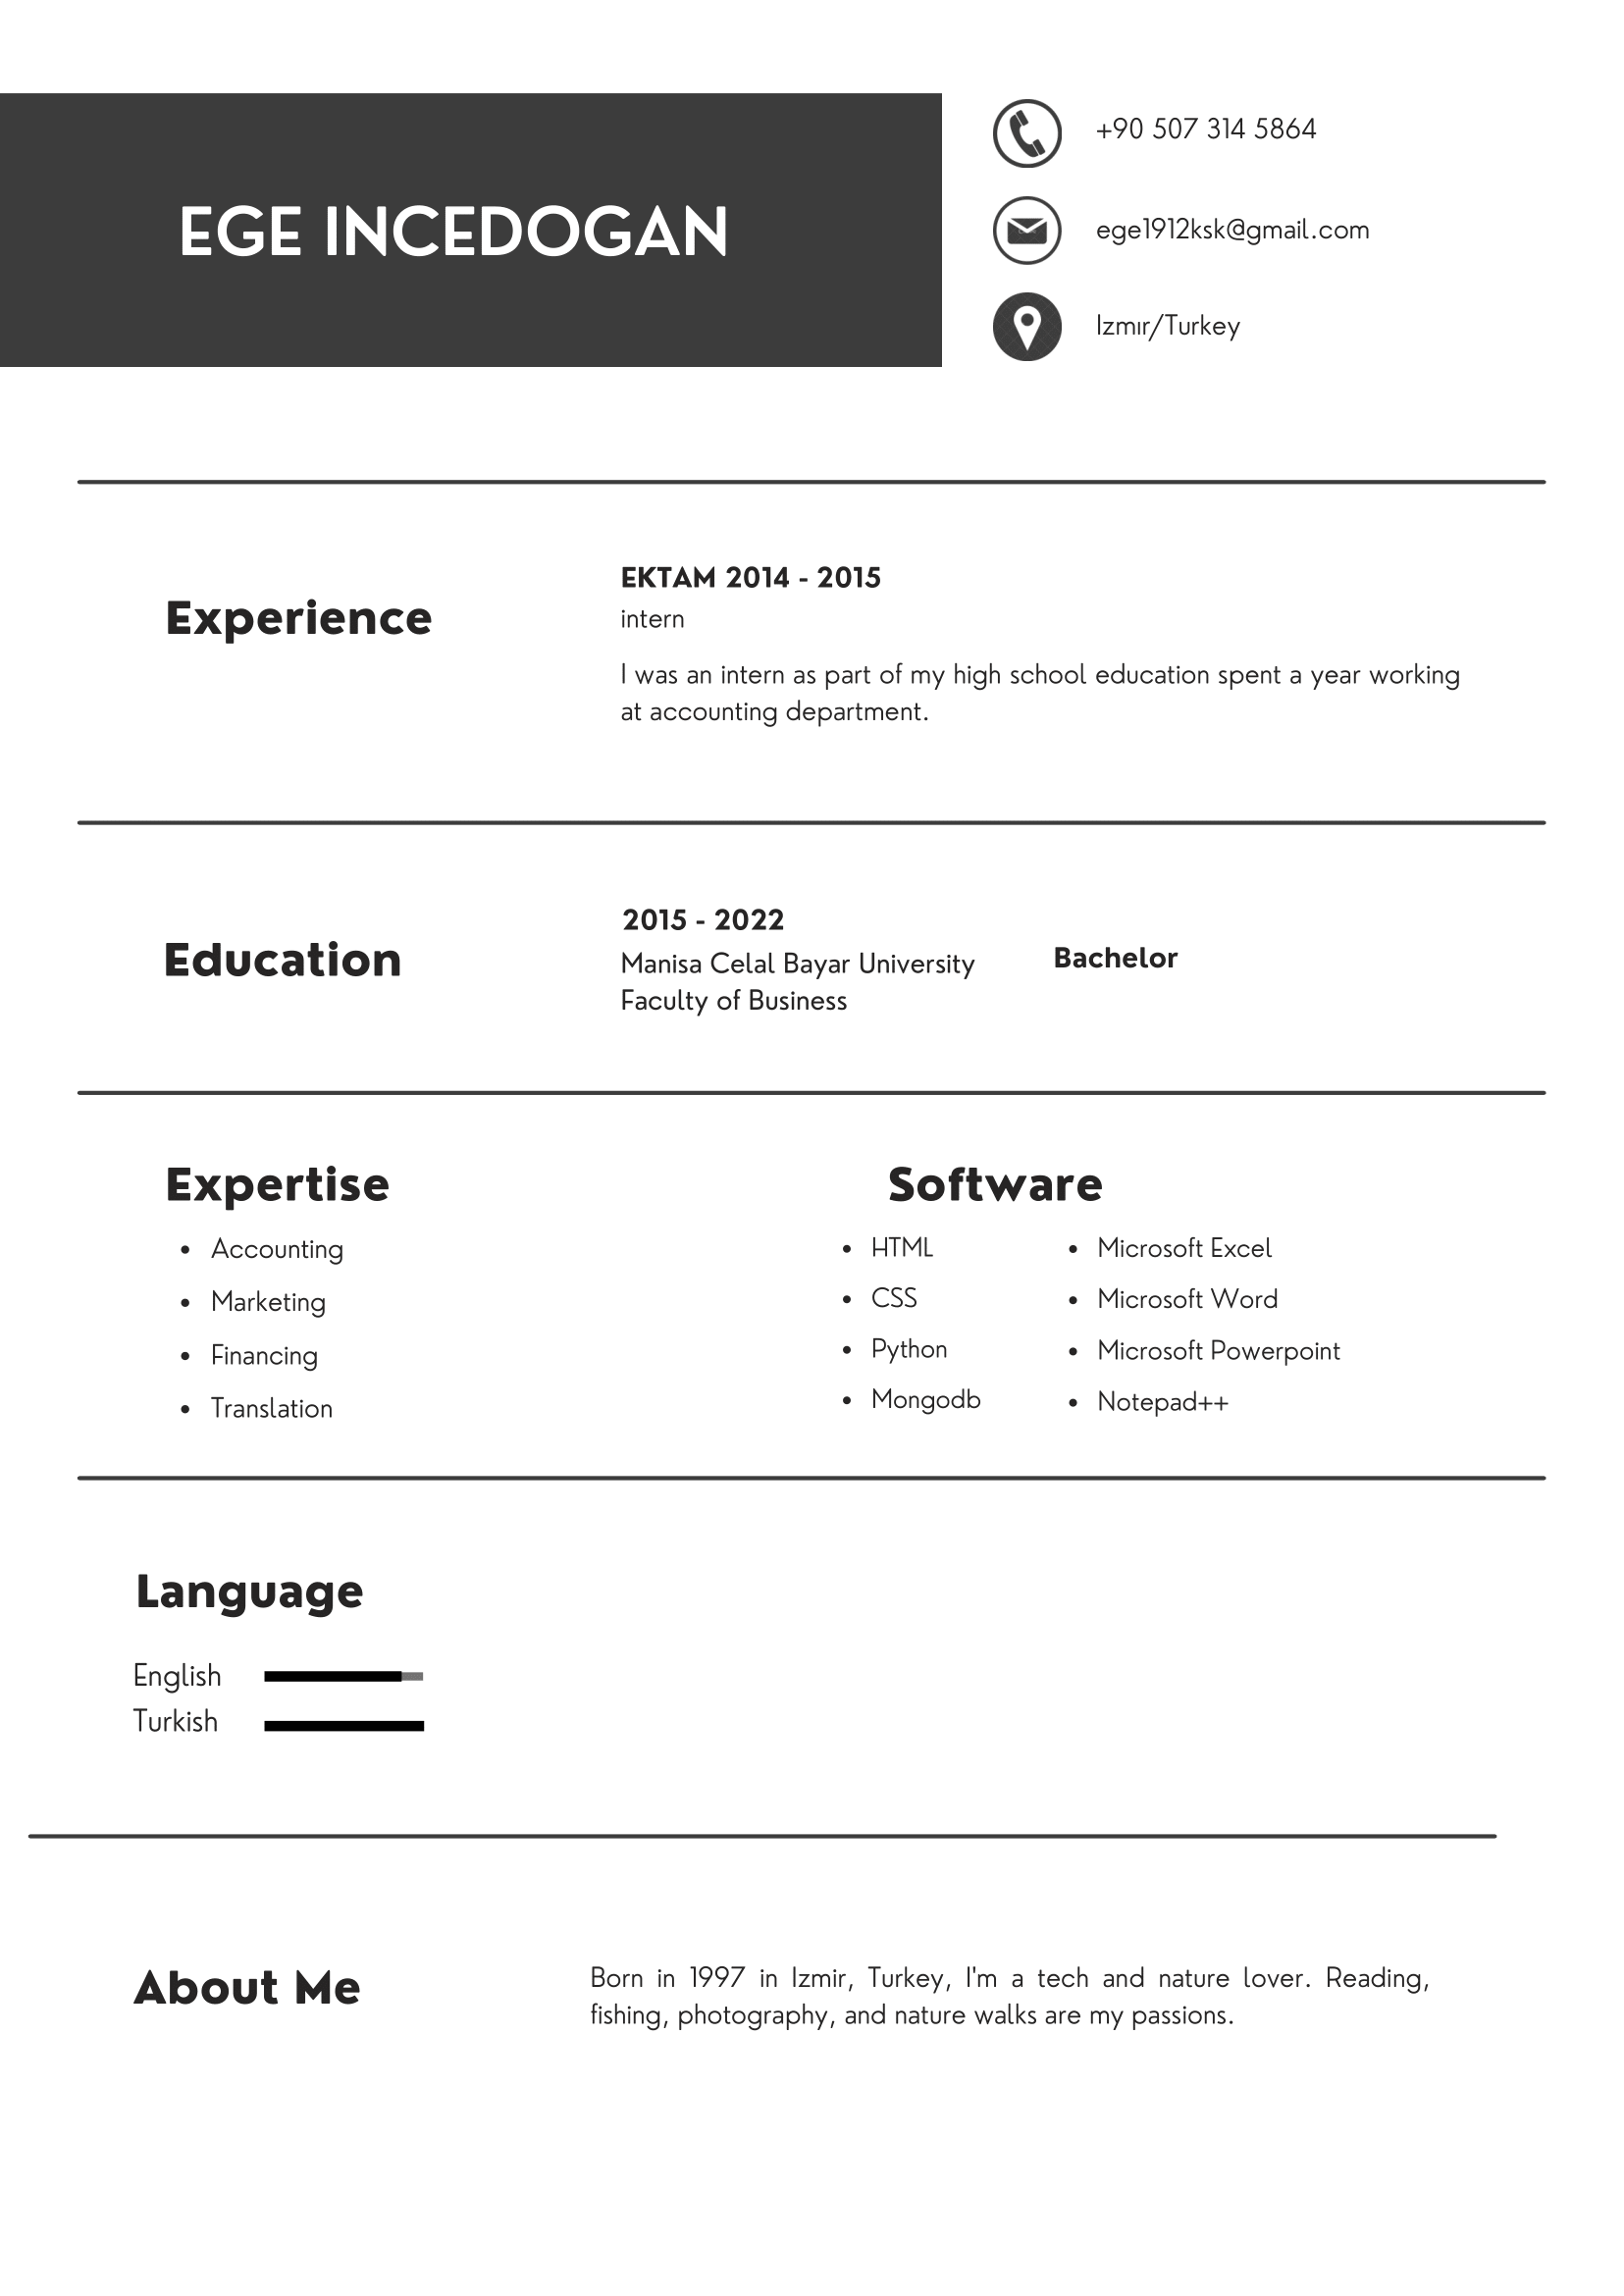 EGE INCEDOGAN
+90 507 314 5864
ege1912ksk@gmail.com
Izmır/Turkey
Experience
EKTAM 2014 - 2015
intern
I was an intern as part of my high school education spent a year working
at accounting department.
Education
2015 - 2022
Manisa Celal Bayar University
Faculty of Business
Bachelor
Expertise
• Accounting
• Marketing
• Financing
• Translation
Software
• HTML
• CSS
• Python
• Mongodb
• Microsoft Excel
• Microsoft Word
• Microsoft Powerpoint
• Notepad++
Language
English
Turkish
About Me
Born in 1997 in Izmir, Turkey, I'm a tech and nature lover. Reading,
fishing, photography, and nature walks are my passions.